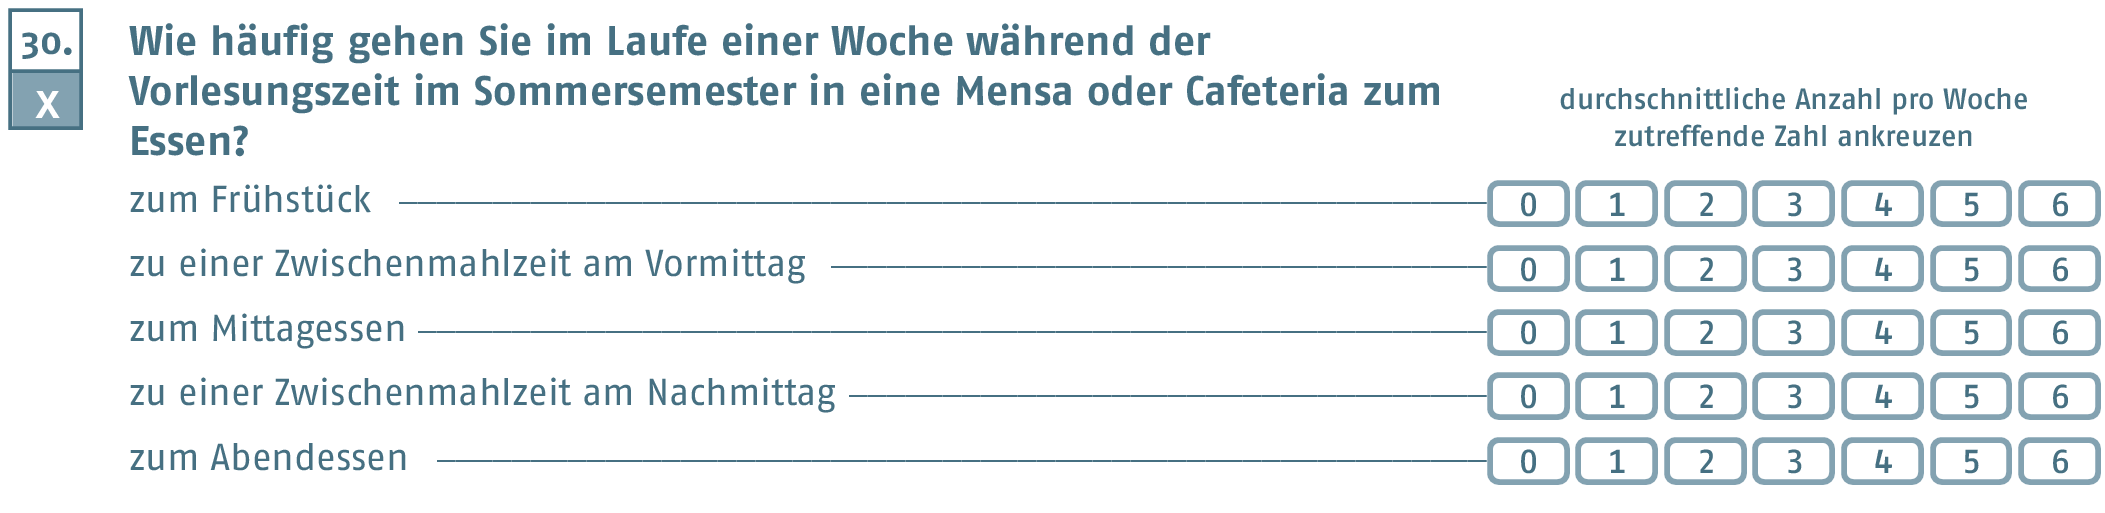 30.
X
Wie häufig gehen Sie im Laufe einer Woche während der
Vorlesungszeit im Sommersemester in eine Mensa oder Cafeteria zum
Essen?
durchschnittliche Anzahl pro Woche
zutreffende Zahl ankreuzen
zum Frühstück 0 1 2 3 4 5 6
zu einer Zwischenmahlzeit am Vormittag 0 1 2 3 4 5 6
zum Mittagessen 0 1 2 3 4 5 6
zu einer Zwischenmahlzeit am Nachmittag 0 1 2 3 4 5 6
zum Abendessen 0 1 2 3 4 5 6